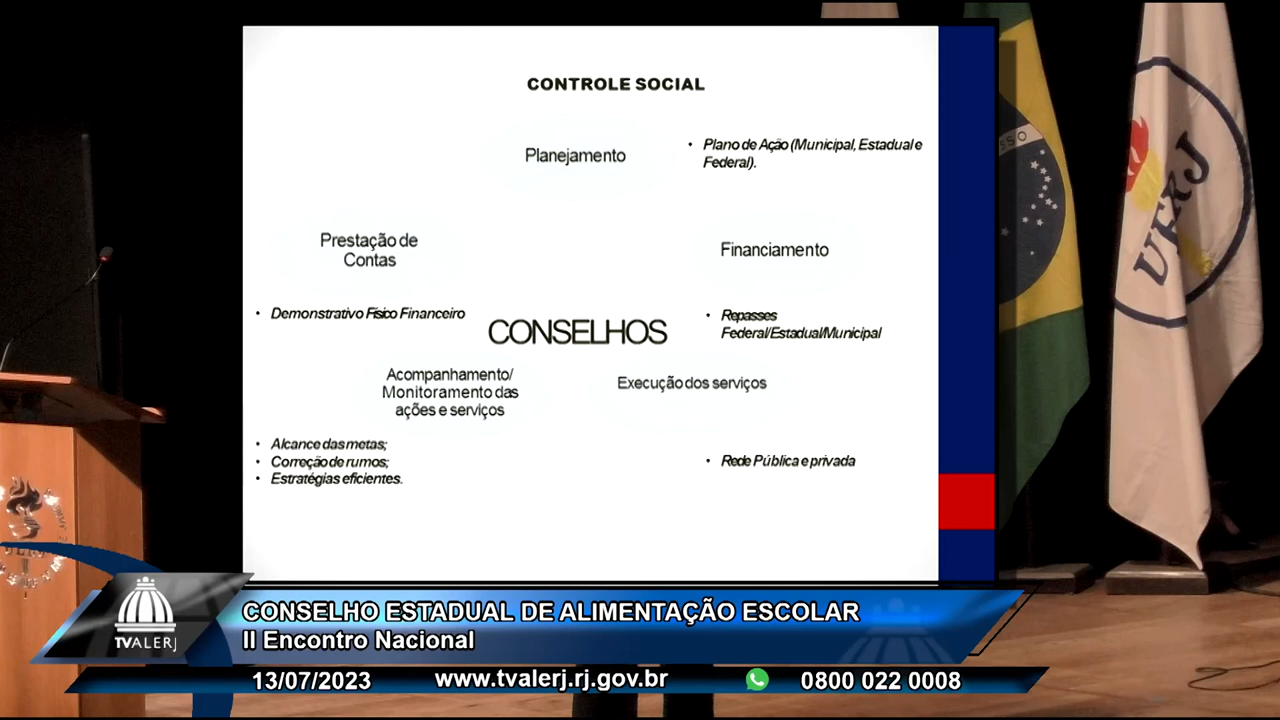 CONTROLE SOCIAL
Planejamento
• Plano de Ação (Municipal, Estadual e
Federal).
Prestação de
Contas
Financiamento
• Demonstrativo Físico Financeiro
CONSELHOS
• Repasses
Federal/Estadual/Municipal
Acompanhamento/
Monitoramento das
ações e serviços
Execução dos serviços
• Alcance das metas;
• Correção de rumos;
• Estratégias eficientes.
• Rede Pública e privada
UERJ
TVALERJ
CONSELHO ESTADUAL DE ALIMENTAÇÃO ESCOLAR
II Encontro Nacional
13/07/2023
www.tvalerj.rj.gov.br
0800 022 0008